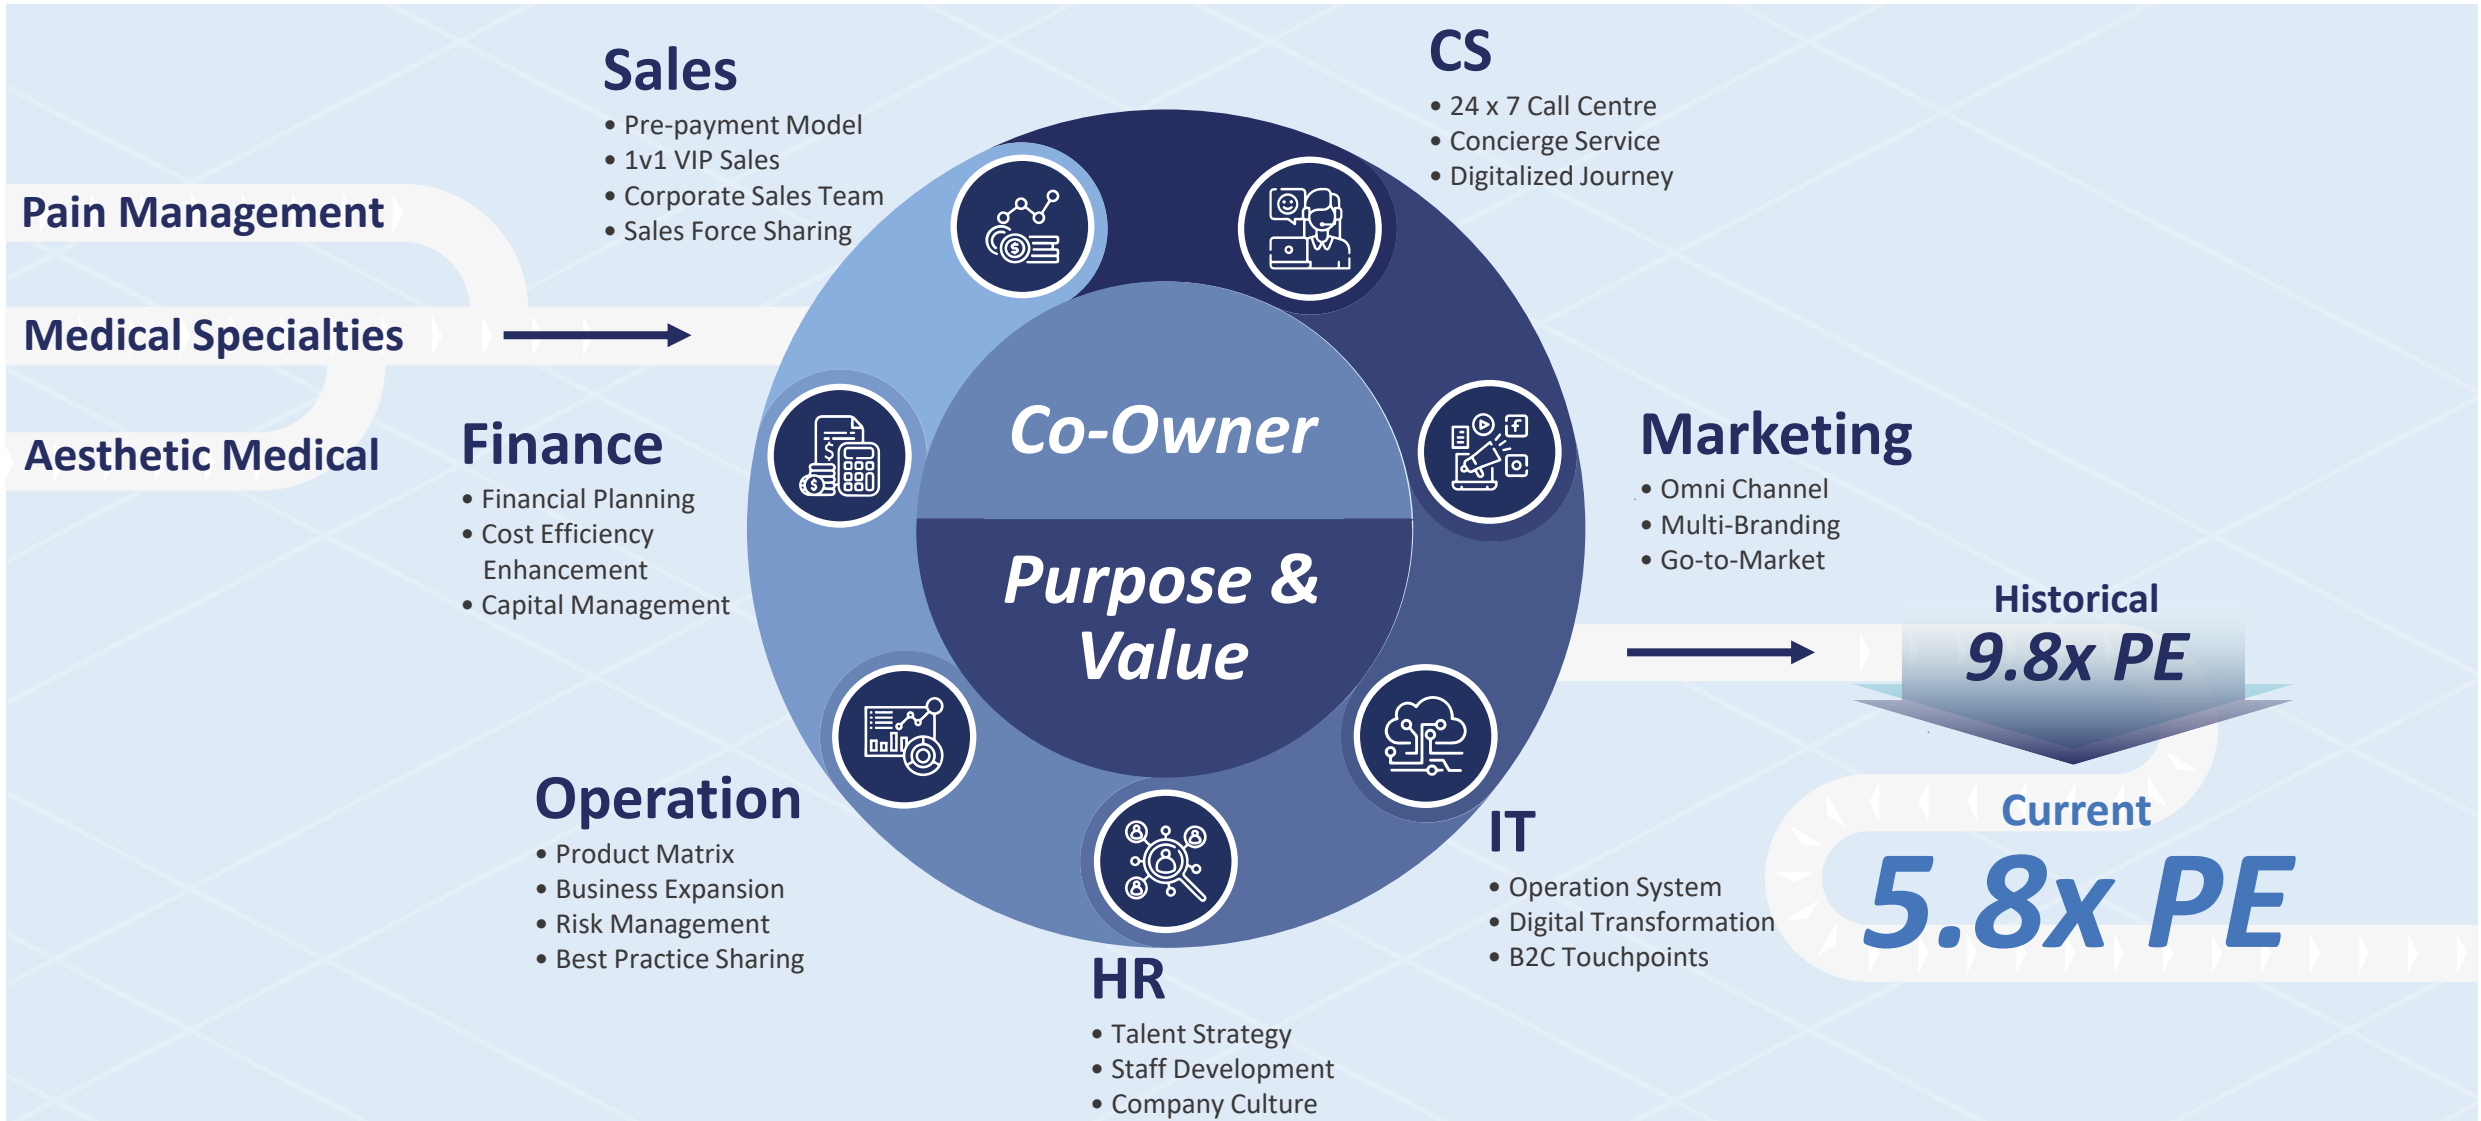 Sales
• Pre-payment Model
• 1v1 VIP Sales
• Corporate Sales Team
• Sales Force Sharing
CS
• 24 x 7 Call Centre
• Concierge Service
• Digitalized Journey
Pain Management
Medical Specialties
Aesthetic Medical
Finance
• Financial Planning
• Cost Efficiency
Enhancement
• Capital Management
Co-Owner
Purpose &
Value
Marketing
• Omni Channel
• Multi-Branding
• Go-to-Market
Historical
9.8x PE
Current
5.8x PE
Operation
• Product Matrix
• Business Expansion
• Risk Management
• Best Practice Sharing
IT
• Operation System
• Digital Transformation
• B2C Touchpoints
HR
• Talent Strategy
• Staff Development
• Company Culture